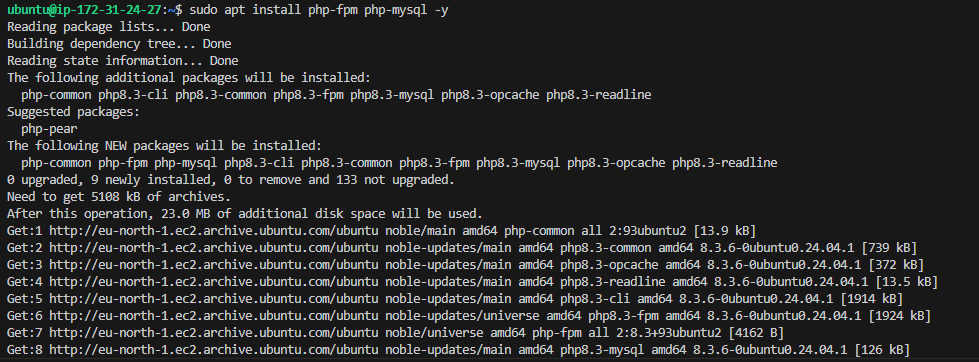 ubuntu@ip-172-31-24-27:~$ sudo apt install php-fpm php-mysql -y
Reading package lists... Done
Building dependency tree... Done
Reading state information... Done
The following additional packages will be installed:
  php-common php8.3-cli php8.3-common php8.3-fpm php8.3-mysql php8.3-opcache php8.3-readline
Suggested packages:
  php-pear
The following NEW packages will be installed:
  php-common php-fpm php-mysql php8.3-cli php8.3-common php8.3-fpm php8.3-mysql php8.3-opcache php8.3-readline
0 upgraded, 9 newly installed, 0 to remove and 133 not upgraded.
Need to get 5108 kB of archives.
After this operation, 23.0 MB of additional disk space will be used.
Get:1 http://eu-north-1.ec2.archive.ubuntu.com/ubuntu noble/main amd64 php-common all 2:93ubuntu2 [13.9 kB]
Get:2 http://eu-north-1.ec2.archive.ubuntu.com/ubuntu noble-updates/main amd64 php8.3-common amd64 8.3.6-0ubuntu0.24.04.1 [739 kB]
Get:3 http://eu-north-1.ec2.archive.ubuntu.com/ubuntu noble-updates/main amd64 php8.3-opcache amd64 8.3.6-0ubuntu0.24.04.1 [372 kB]
Get:4 http://eu-north-1.ec2.archive.ubuntu.com/ubuntu noble-updates/main amd64 php8.3-readline amd64 8.3.6-0ubuntu0.24.04.1 [13.5 kB]
Get:5 http://eu-north-1.ec2.archive.ubuntu.com/ubuntu noble-updates/main amd64 php8.3-cli amd64 8.3.6-0ubuntu0.24.04.1 [1914 kB]
Get:6 http://eu-north-1.ec2.archive.ubuntu.com/ubuntu noble-updates/universe amd64 php8.3-fpm amd64 8.3.6-0ubuntu0.24.04.1 [1924 kB]
Get:7 http://eu-north-1.ec2.archive.ubuntu.com/ubuntu noble/universe amd64 php-fpm all 2:8.3+93ubuntu2 [4162 B]
Get:8 http://eu-north-1.ec2.archive.ubuntu.com/ubuntu noble-updates/main amd64 php8.3-mysql amd64 8.3.6-0ubuntu0.24.04.1 [126 kB]